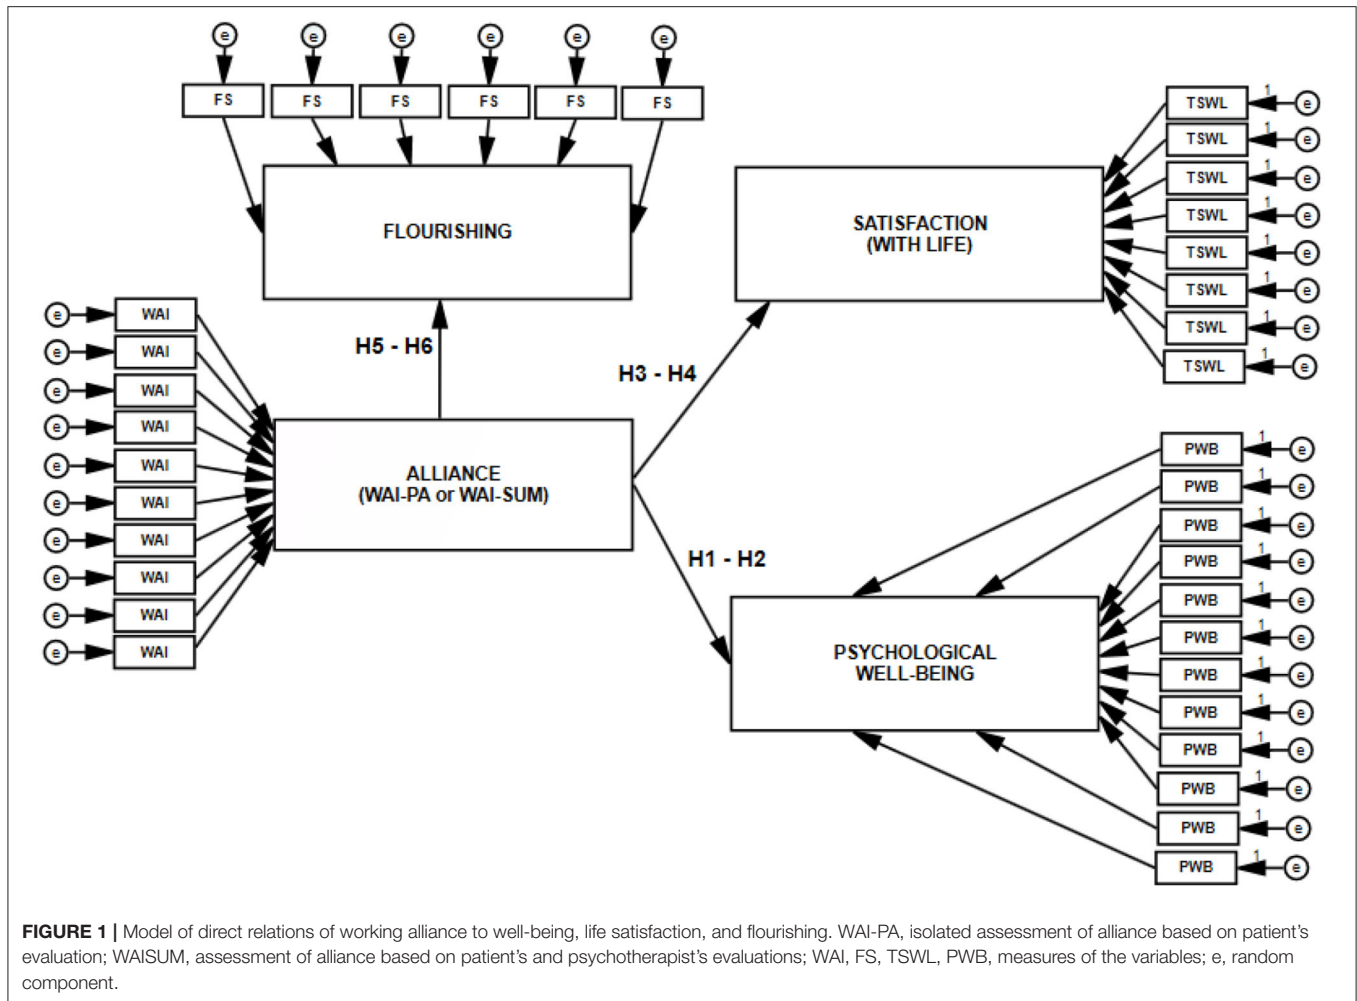 e e e e e e
FS FS FS FS FS FS
FLOURISHING
SATISFACTION
(WITH LIFE)
TSWL 1 e
TSWL 1 e
TSWL 1 e
TSWL 1 e
TSWL 1 e
TSWL 1 e
TSWL 1 e
TSWL 1 e
H5 - H6
H3 - H4
H1 - H2
e WAI
e WAI
e WAI
e WAI
e WAI
e WAI
e WAI
e WAI
e WAI
e WAI
ALLIANCE
(WAI-PA or WAI-SUM)
PSYCHOLOGICAL
WELL-BEING
PWB 1 e
PWB 1 e
PWB 1 e
PWB 1 e
PWB 1 e
PWB 1 e
PWB 1 e
PWB 1 e
PWB 1 e
PWB 1 e
PWB 1 e
PWB 1 e
FIGURE 1 | Model of direct relations of working alliance to well-being, life satisfaction, and flourishing. WAI-PA, isolated assessment of alliance based on patient's
evaluation; WAISUM, assessment of alliance based on patient's and psychotherapist's evaluations; WAI, FS, TSWL, PWB, measures of the variables; e, random
component.